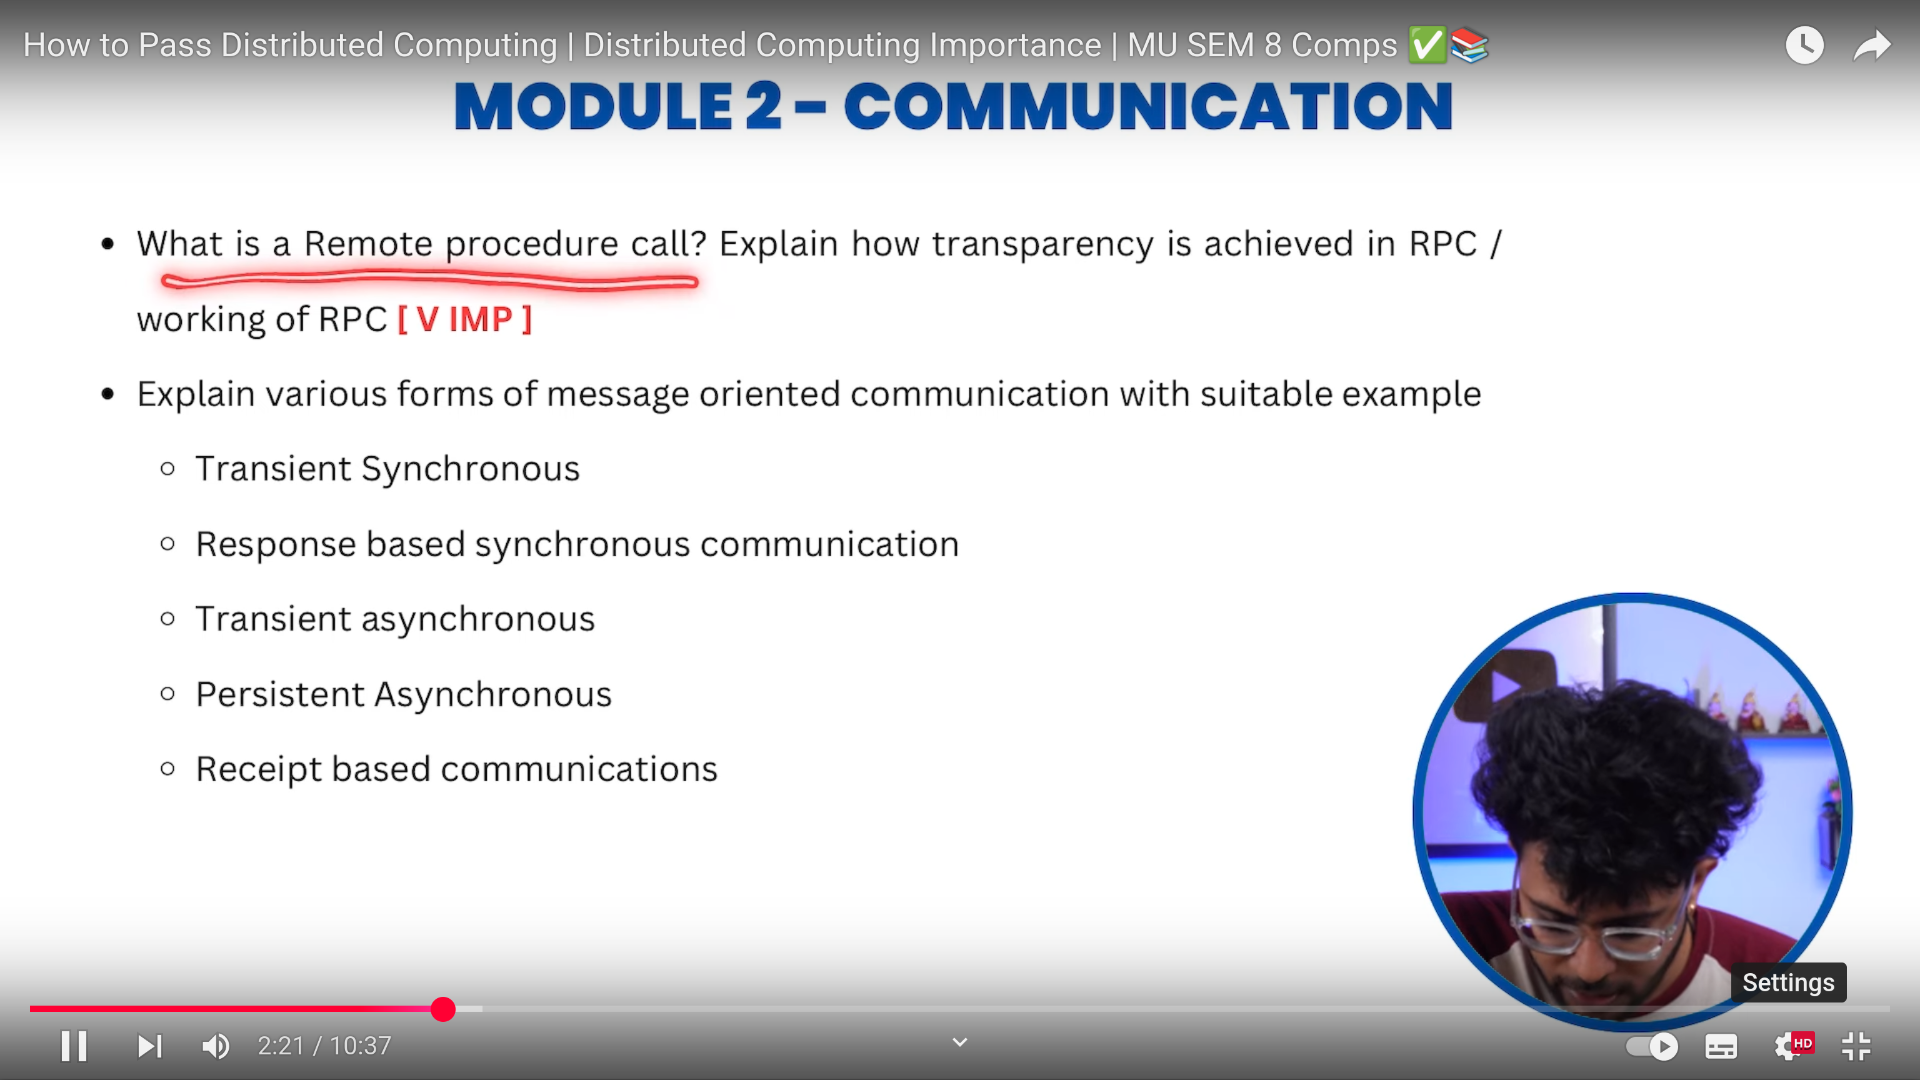 How to Pass Distributed Computing | Distributed Computing Importance | MU SEM 8 Comps ✅📚
MODULE 2 – COMMUNICATION
• What is a Remote procedure call? Explain how transparency is achieved in RPC /
working of RPC [ V IMP ]
• Explain various forms of message oriented communication with suitable example
○ Transient Synchronous
○ Response based synchronous communication
○ Transient asynchronous
○ Persistent Asynchronous
○ Receipt based communications
Settings
2:21 / 10:37
HD